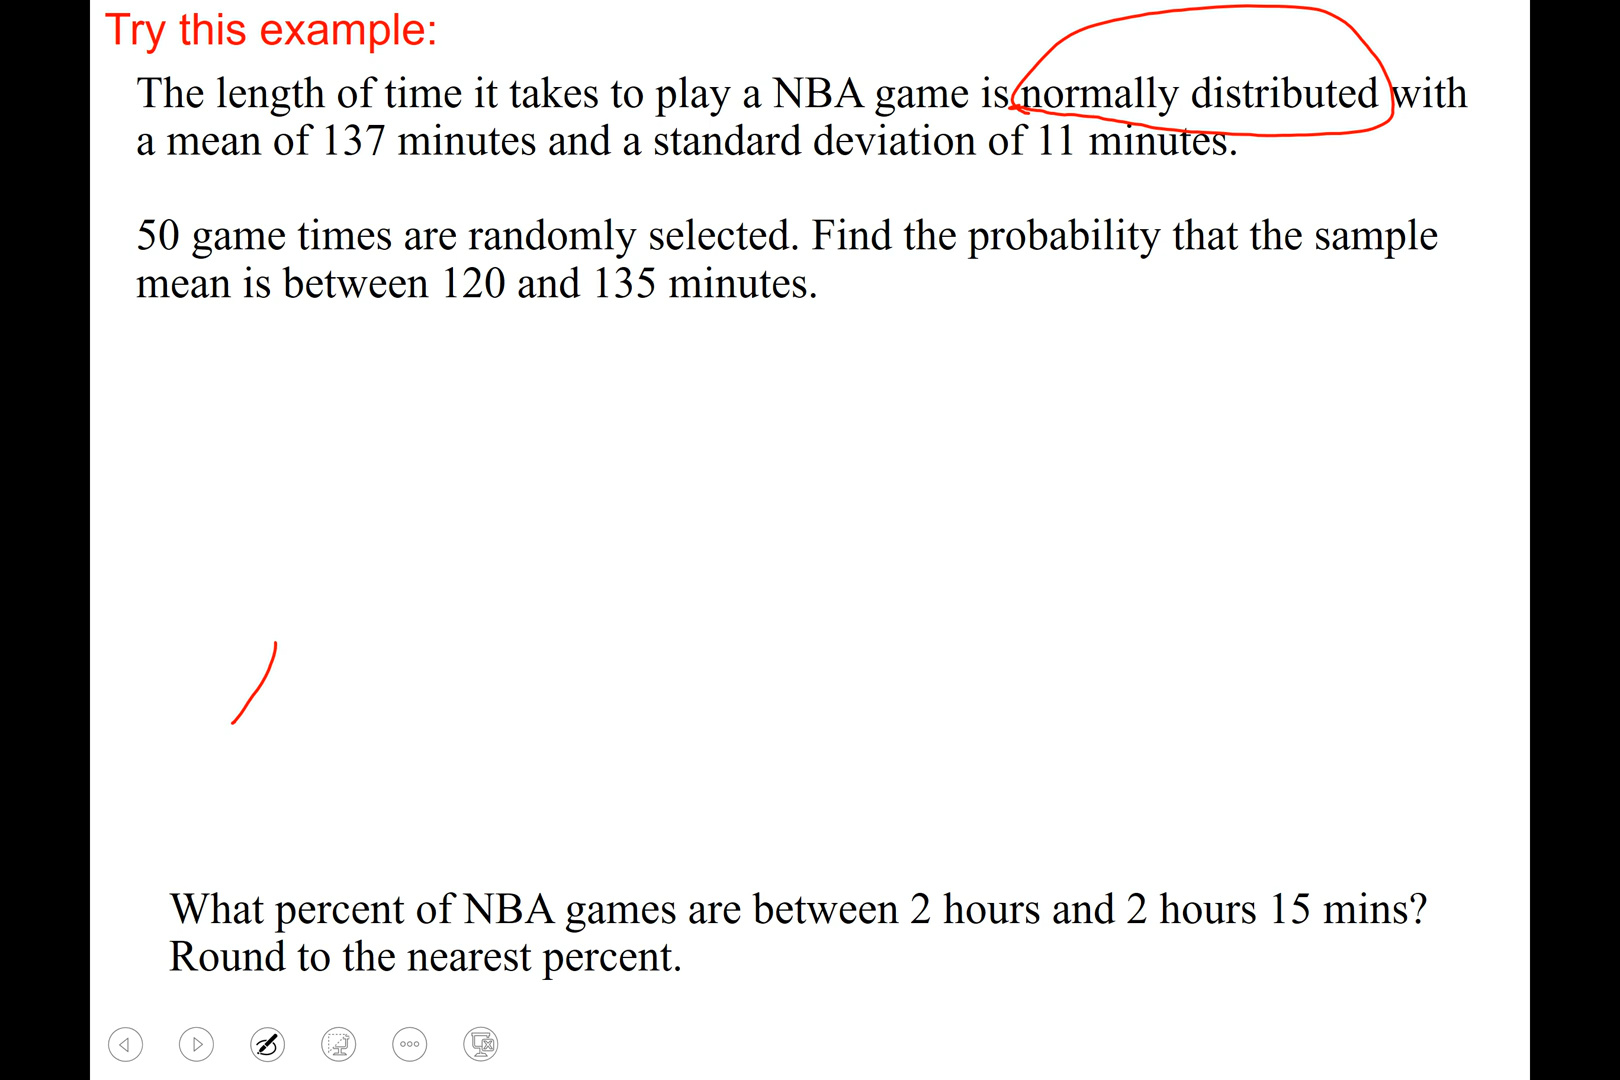 Try this example:
The length of time it takes to play a NBA game is normally distributed with
a mean of 137 minutes and a standard deviation of 11 minutes.
50 game times are randomly selected. Find the probability that the sample
mean is between 120 and 135 minutes.
What percent of NBA games are between 2 hours and 2 hours 15 mins?
Round to the nearest percent.